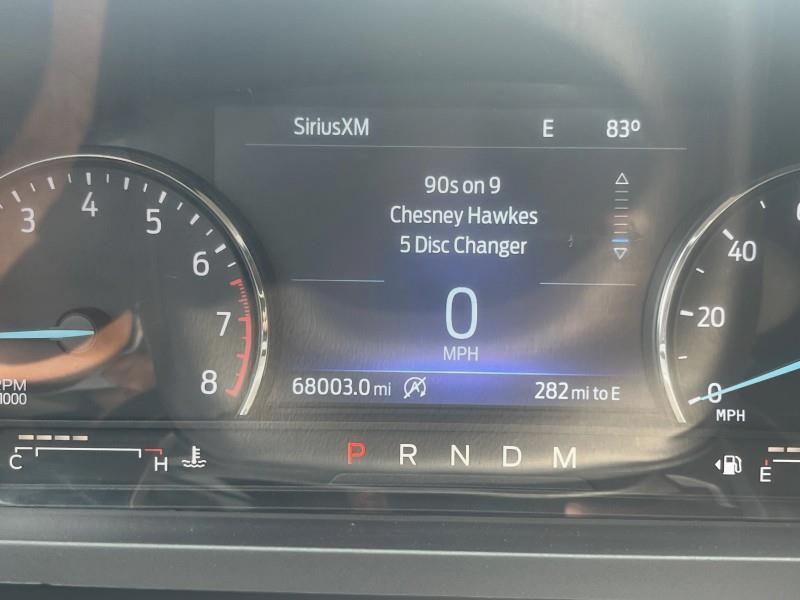 SiriusXM E 83º
90s on 9
Chesney Hawkes
5 Disc Changer
0
MPH
68003.0 mi A 282 mi to E
3 4 5 6 7 8
40 20 0
MPH
C H
P R N D M
E